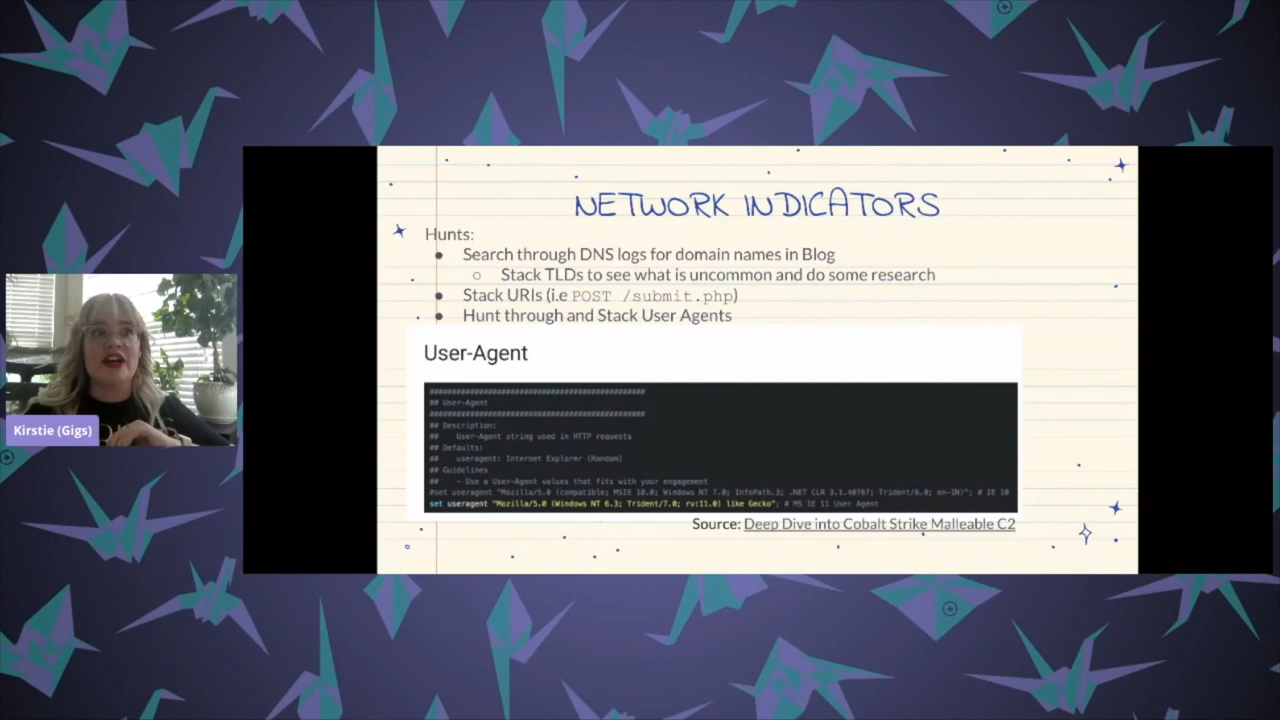 NETWORK INDICATORS
Hunts:
● Search through DNS logs for domain names in Blog
○ Stack TLDs to see what is uncommon and do some research
● Stack URIs (i.e POST /submit.php)
● Hunt through and Stack User Agents
User-Agent
################################################
## User-Agent
################################################
## Description:
## User-Agent string used in HTTP requests
## Defaults:
## useragent: Internet Explorer (Random)
## Guidelines
## - Use a User-Agent values that fits with your engagement
#set useragent "Mozilla/5.0 (compatible; MSIE 10.0; Windows NT 7.0; InfoPath.3; .NET CLR 3.1.40767; Trident/6.0; en-IN)"; # IE 10
set useragent "Mozilla/5.0 (Windows NT 6.3; Trident/7.0; rv:11.0) like Gecko"; # MS IE 11 User Agent
Source: Deep Dive into Cobalt Strike Malleable C2
Kirstie (Gigs)